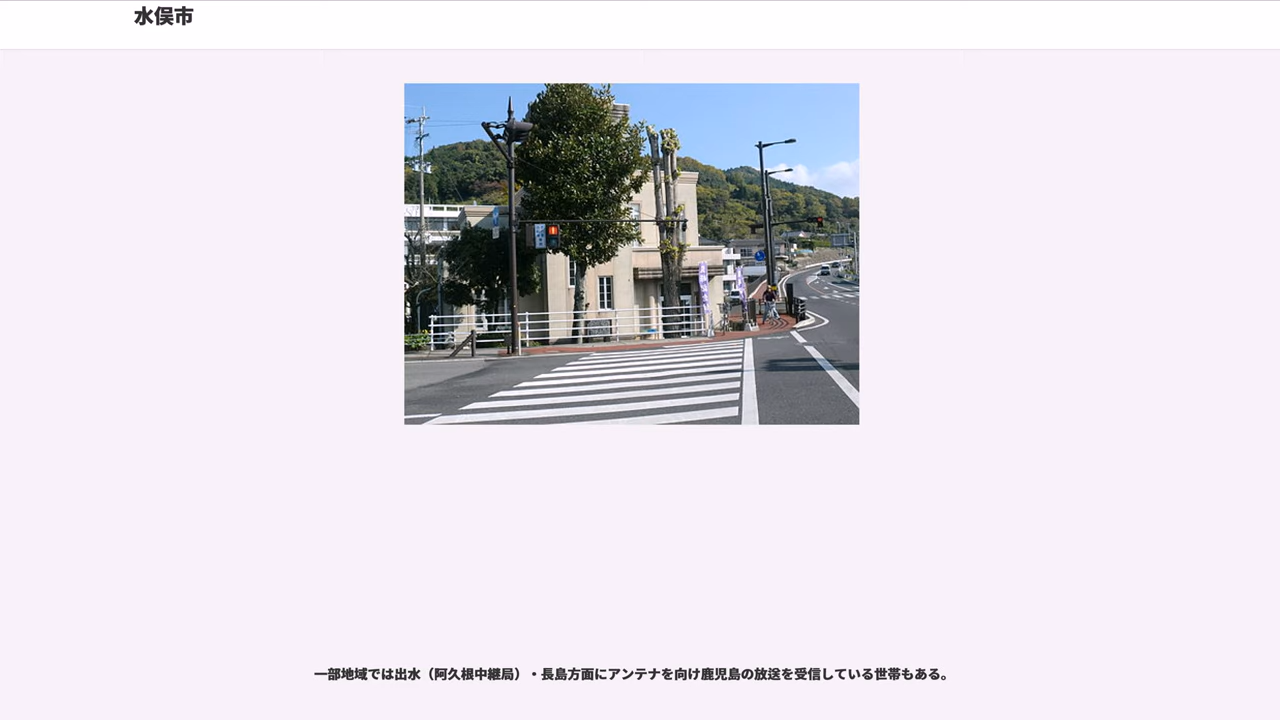 水俣市
一部地域では出水（阿久根中継局）・長島方面にアンテナを向け鹿児島の放送を受信している世帯もある。